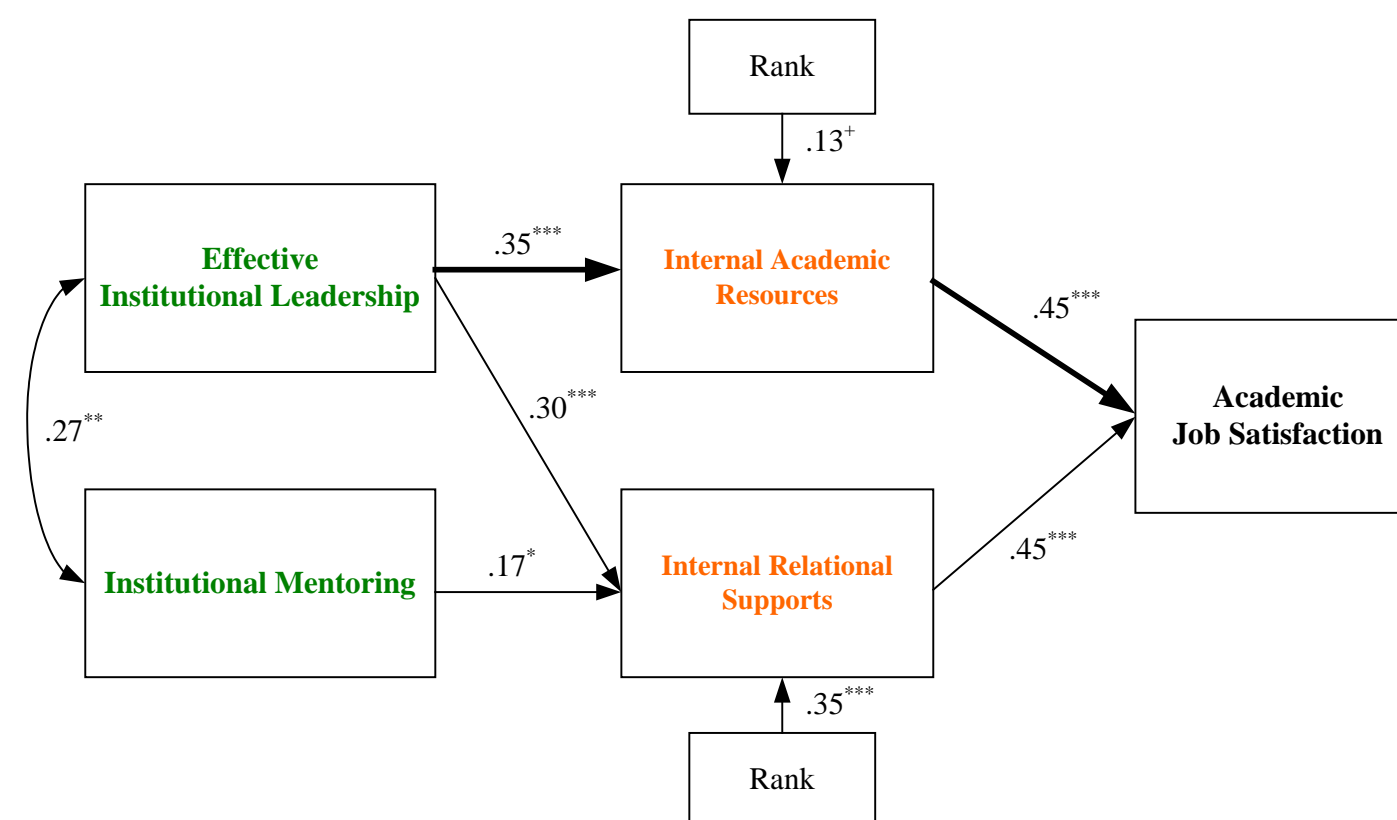 Rank
.13+
Effective
Institutional Leadership
.35***
Internal Academic
Resources
.45***
Academic
Job Satisfaction
.30***
.27**
Institutional Mentoring
.17*
Internal Relational
Supports
.45***
.35***
Rank